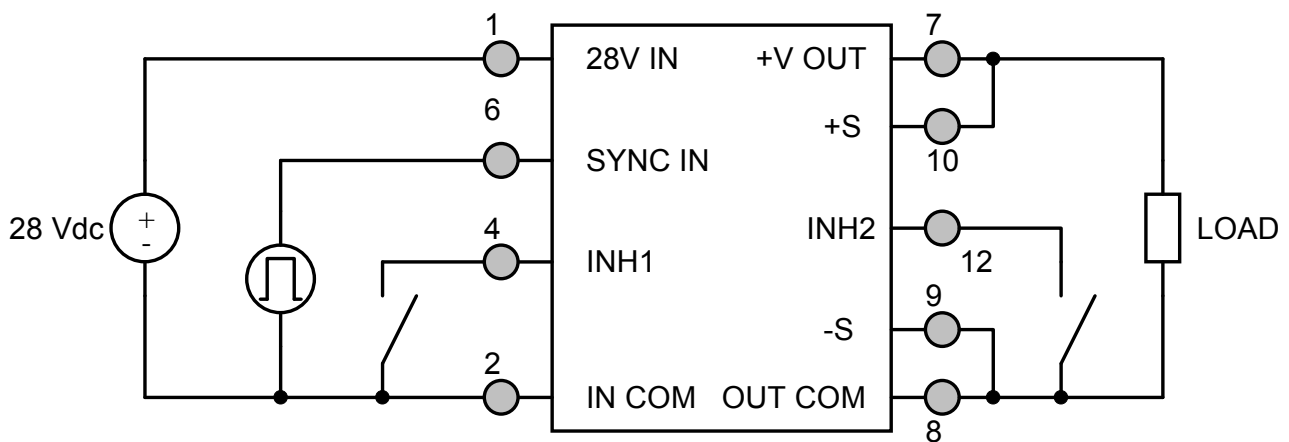 1
7
28V IN
+V OUT
6
+S
10
SYNC IN
28 Vdc
+
-
4
INH1
INH2
12
LOAD
9
-S
2
IN COM
OUT COM
8